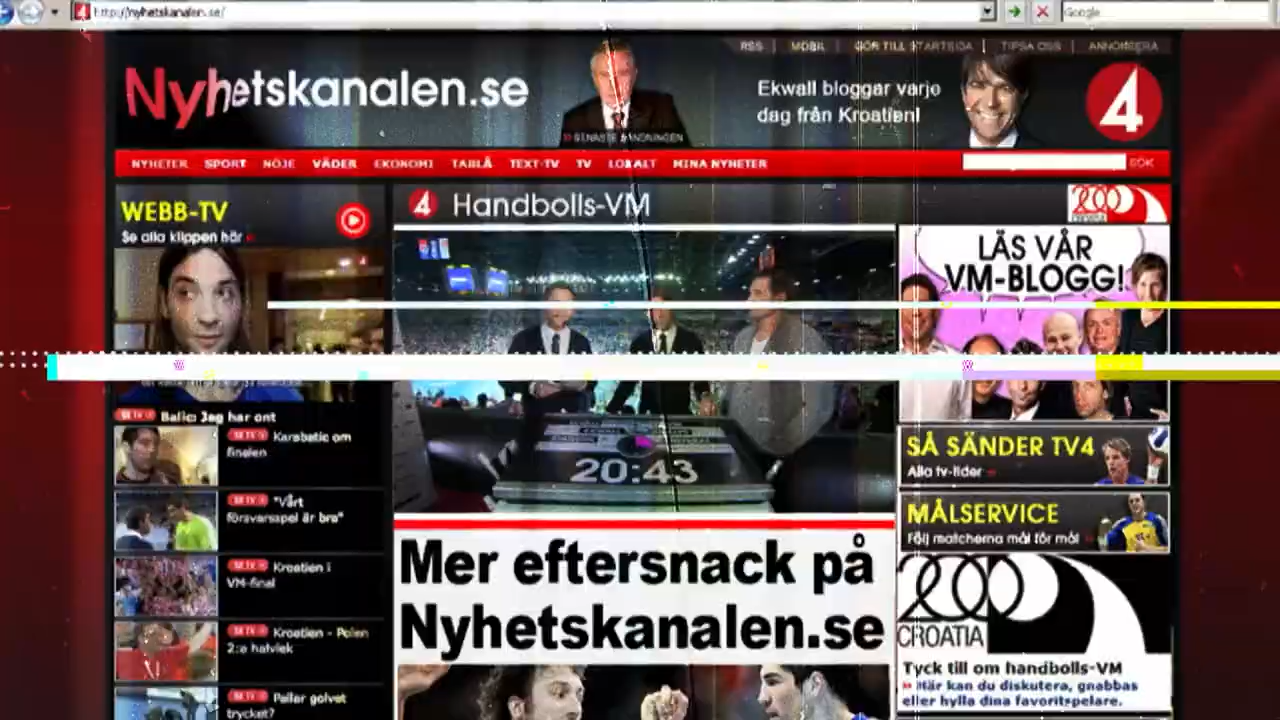 http://nyhetskanalen.se/
Google
RSS | MOBIL | GÖR TILL STARTSIDA | TIPSA OSS | ANNONSERA
Nyhetskanalen.se
SENASTE SÄNDNINGEN
Ekwall bloggar varje
dag från Kroatien!
4
NYHETER SPORT NÖJE VÄDER EKONOMI TABLÅ TEXT-TV TV LOKALT MINA NYHETER
SÖK
WEBB-TV
Se alla klippen här
Balic: Jag har ont
Karabatic om
finalen
"Vårt
försvarsspel är bra"
Kroatien i
VM-final
Kroatien - Polen
2:a halvlek
Pallar golvet
trycket?
4 Handbolls-VM
20:43
Mer eftersnack på
Nyhetskanalen.se
200
CROATIA
LÄS VÅR
VM-BLOGG!
SÅ SÄNDER TV4
Alla tv-tider
MÅLSERVICE
Följ matcherna mål för mål
200
CROATIA
Tyck till om handbolls-VM
Här kan du diskutera, gnabbas
eller hylla dina favoritspelare.